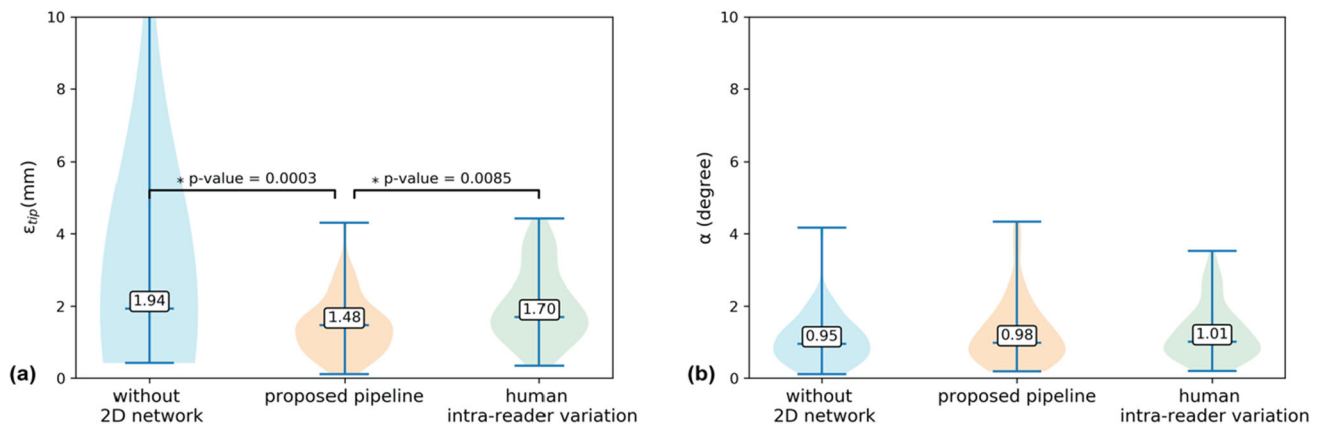 10
8
6
4
2
0
ε_tip(mm)
* p-value = 0.0003
* p-value = 0.0085
1.94
1.48
1.70
(a)
without
2D network
proposed pipeline
human
intra-reader variation
10
8
6
4
2
0
α (degree)
0.95
0.98
1.01
(b)
without
2D network
proposed pipeline
human
intra-reader variation